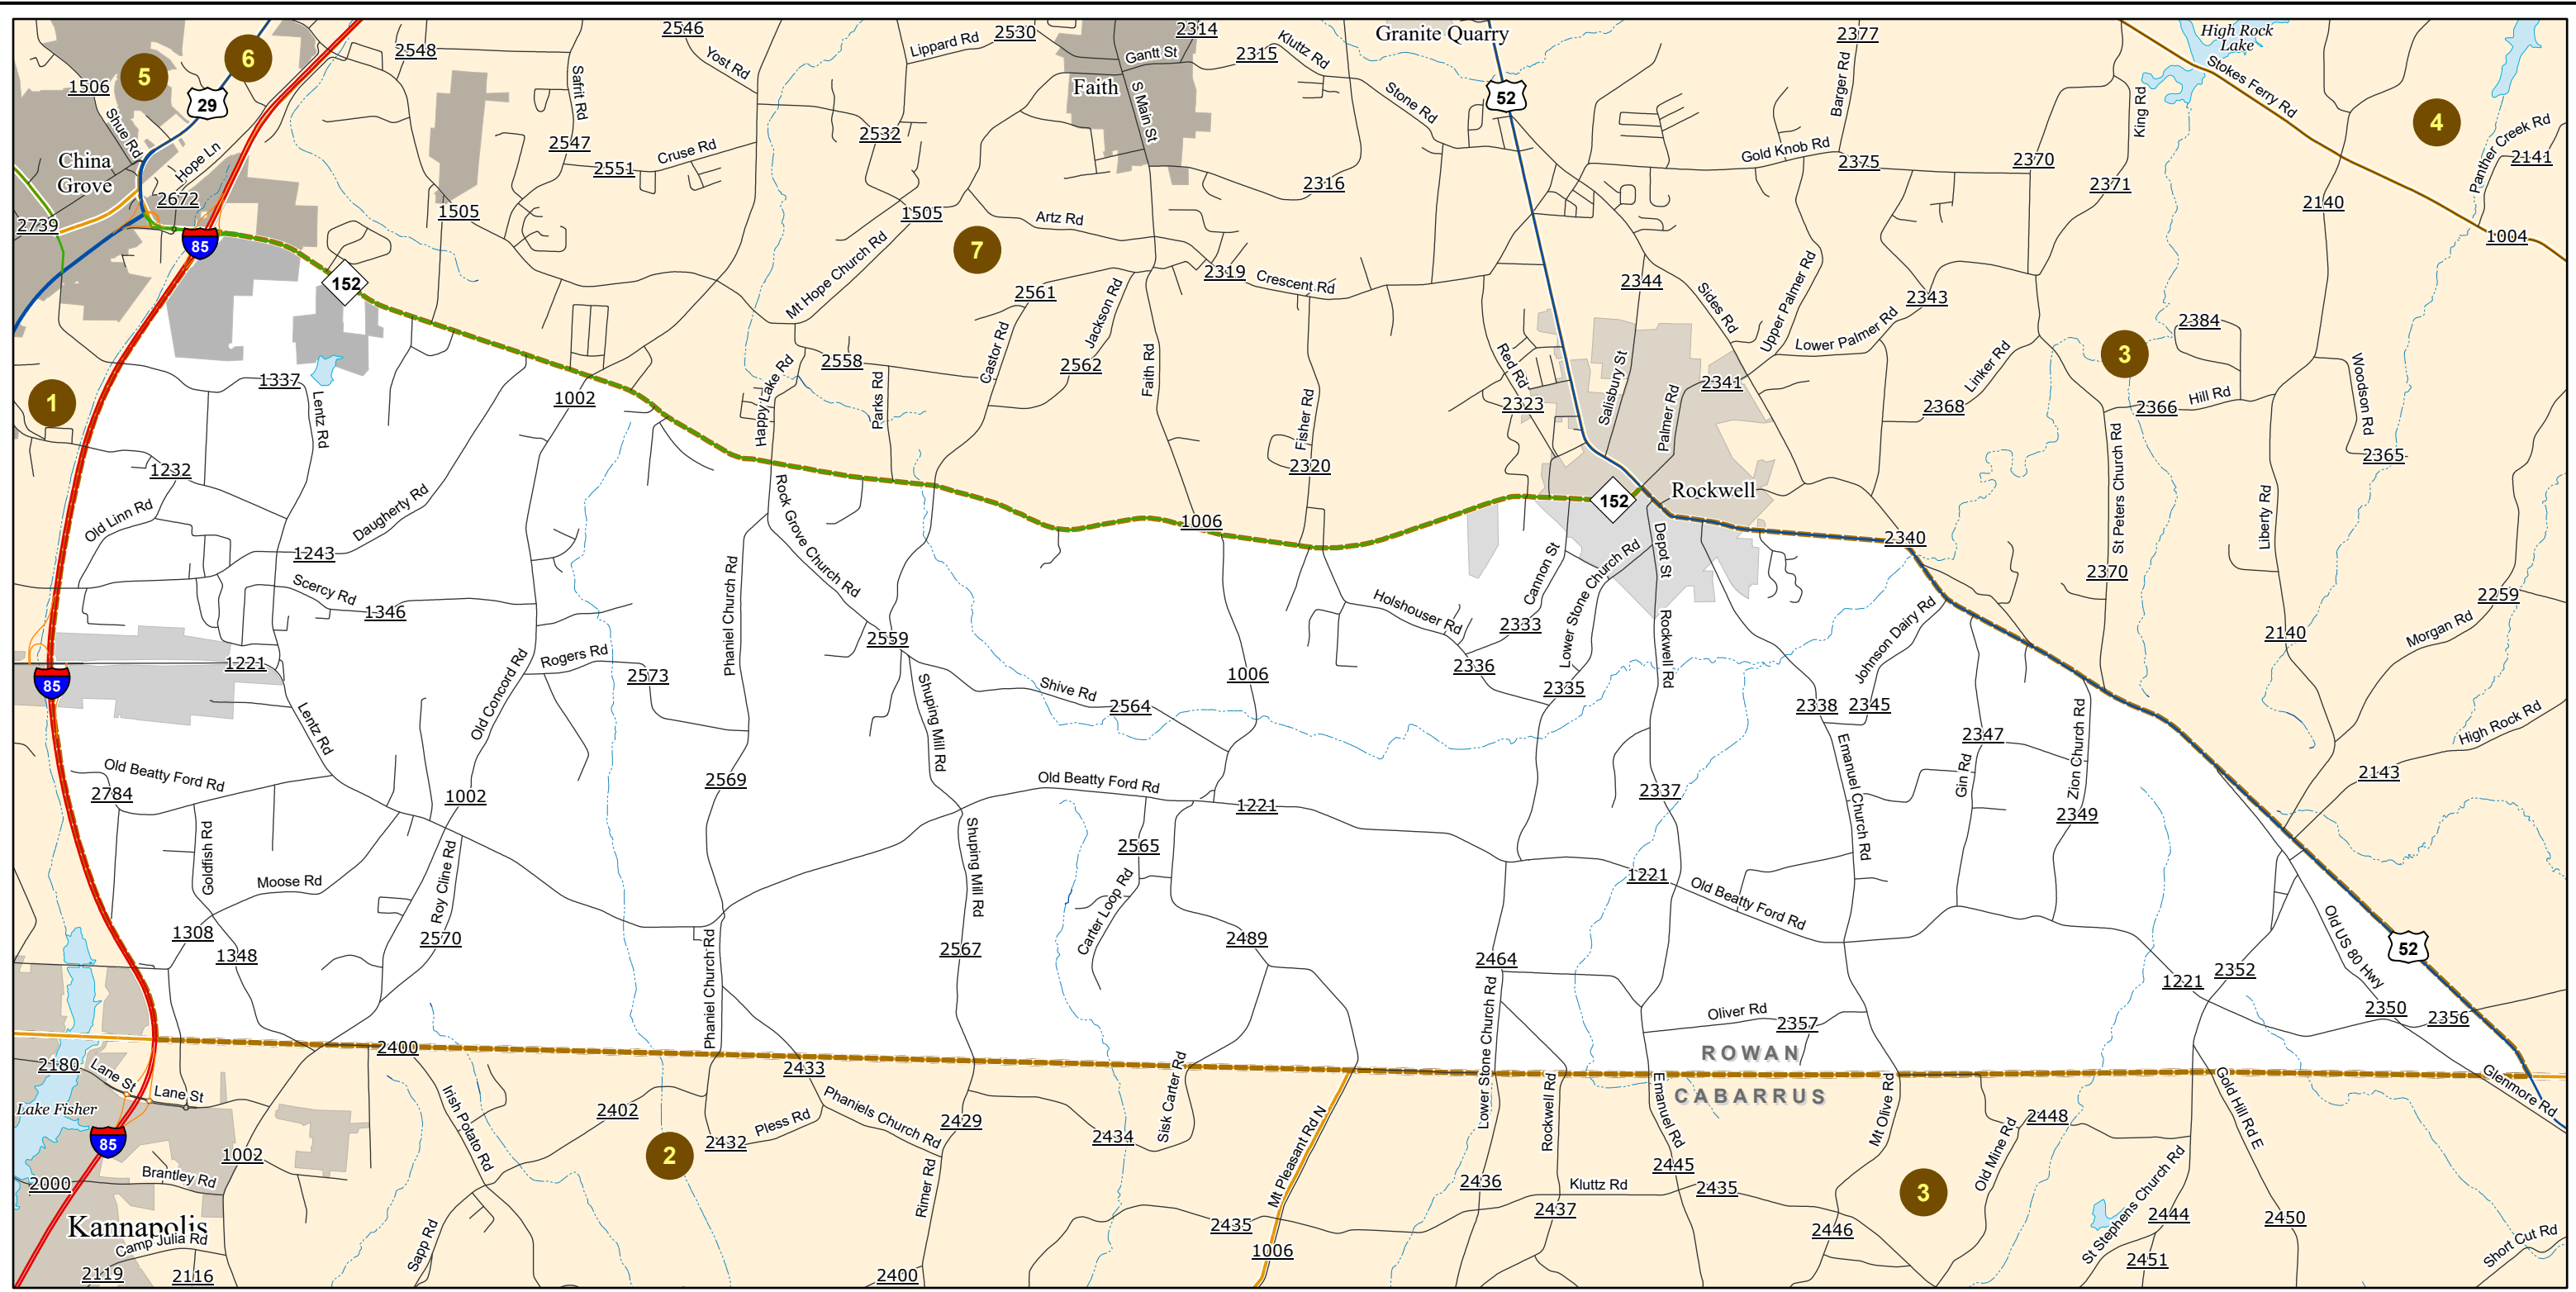 2546
2314
2530
Granite Quarry
2377
High Rock
Lake
6
2548
Yost Rd
Lippard Rd
Gantt St
2315
Kluttz Rd
5
1506
29
Safrit Rd
Faith
S Main St
Stone Rd
52
Barger Rd
King Rd
Stokes Ferry Rd
4
Shue Rd
2532
Panther Creek Rd
China
Grove
Hope Ln
2547
2551
Cruse Rd
Gold Knob Rd
2375
2370
2141
2672
2316
2371
2739
1505
1505
Artz Rd
2140
85
7
1004
152
Mt Hope Church Rd
2319
Crescent Rd
2561
Jackson Rd
2344
Sides Rd
Upper Palmer Rd
2343
2384
Castor Rd
2558
2562
Faith Rd
Red Rd
Lower Palmer Rd
3
1
1337
Lentz Rd
1002
Happy Lake Rd
Parks Rd
Fisher Rd
2323
Salisbury St
Palmer Rd
2341
Linker Rd
2368
2366
Hill Rd
Woodson Rd
2365
1232
2320
St Peters Church Rd
Old Linn Rd
Daugherty Rd
Rock Grove Church Rd
1006
152
Rockwell
Liberty Rd
1243
2340
Scercy Rd
1346
Phaniel Church Rd
Holshouser Rd
Cannon St
Lower Stone Church Rd
Depot St
2370
2259
2333
Rockwell Rd
Johnson Dairy Rd
2140
Morgan Rd
2559
1221
85
Rogers Rd
2573
Old Concord Rd
Shuping Mill Rd
Shive Rd
2564
1006
2336
2335
2338
2345
Lentz Rd
Zion Church Rd
High Rock Rd
2347
Old Beatty Ford Rd
2784
1002
2569
Old Beatty Ford Rd
1221
2337
Emanuel Church Rd
Gin Rd
2349
2143
Goldfish Rd
Roy Cline Rd
Shuping Mill Rd
2565
Moose Rd
Carter Loop Rd
1221
Old Beatty Ford Rd
1308
2570
1348
Phaniel Church Rd
2567
2489
2464
Old US 80 Hwy
52
2352
1221
Lower Stone Church Rd
Oliver Rd
2357
2350
2356
2400
ROWAN
2180
Lane St
Lane St
2433
Sisk Carter Rd
Rockwell Rd
Emanuel Rd
CABARRUS
Mt Olive Rd
Gold Hill Rd E
Glenmore Rd
Lake Fisher
85
Irish Potato Rd
2402
Phaniels Church Rd
Pless Rd
2432
2429
2434
Mt Pleasant Rd N
2448
Old Mine Rd
2
1002
Brantley Rd
2000
Rimer Rd
2436
2445
Kluttz Rd
2435
3
St Stephens Church Rd
Kannapolis
Camp Julia Rd
Sapp Rd
2435
2437
2446
2444
2450
Short Cut Rd
1006
2451
2119
2116
2400